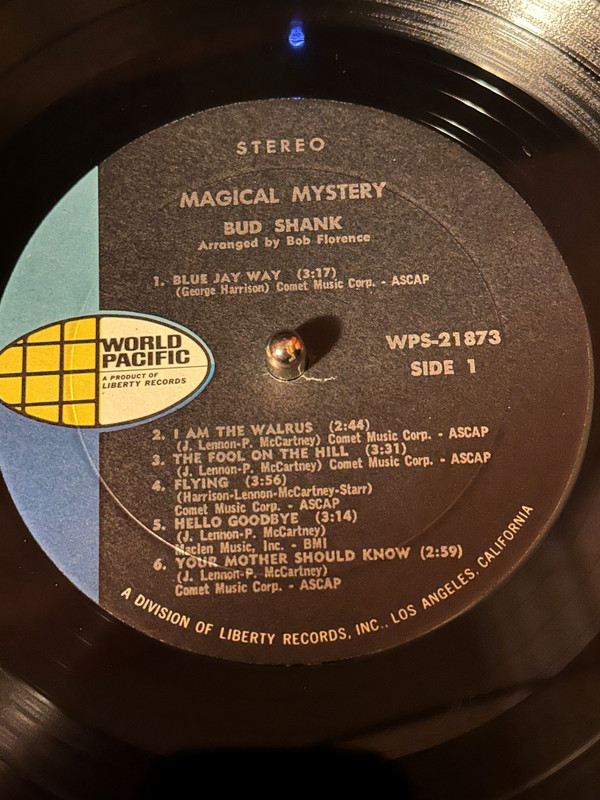 STEREO
MAGICAL MYSTERY
BUD SHANK
Arranged by Bob Florence
1. BLUE JAY WAY (3:17)
(George Harrison) Comet Music Corp. - ASCAP
WORLD
PACIFIC
A PRODUCT OF
LIBERTY RECORDS
WPS-21873
SIDE 1
2. I AM THE WALRUS (2:44)
(J. Lennon-P. McCartney) Comet Music Corp. - ASCAP
3. THE FOOL ON THE HILL (3:31)
(J. Lennon-P. McCartney) Comet Music Corp. - ASCAP
4. FLYING (3:56)
(Harrison-Lennon-McCartney-Starr)
Comet Music Corp. - ASCAP
5. HELLO GOODBYE (3:14)
(J. Lennon-P. McCartney)
Maclen Music, Inc. - BMI
6. YOUR MOTHER SHOULD KNOW (2:59)
(J. Lennon-P. McCartney)
Comet Music Corp. - ASCAP
A DIVISION OF LIBERTY RECORDS, INC., LOS ANGELES, CALIFORNIA